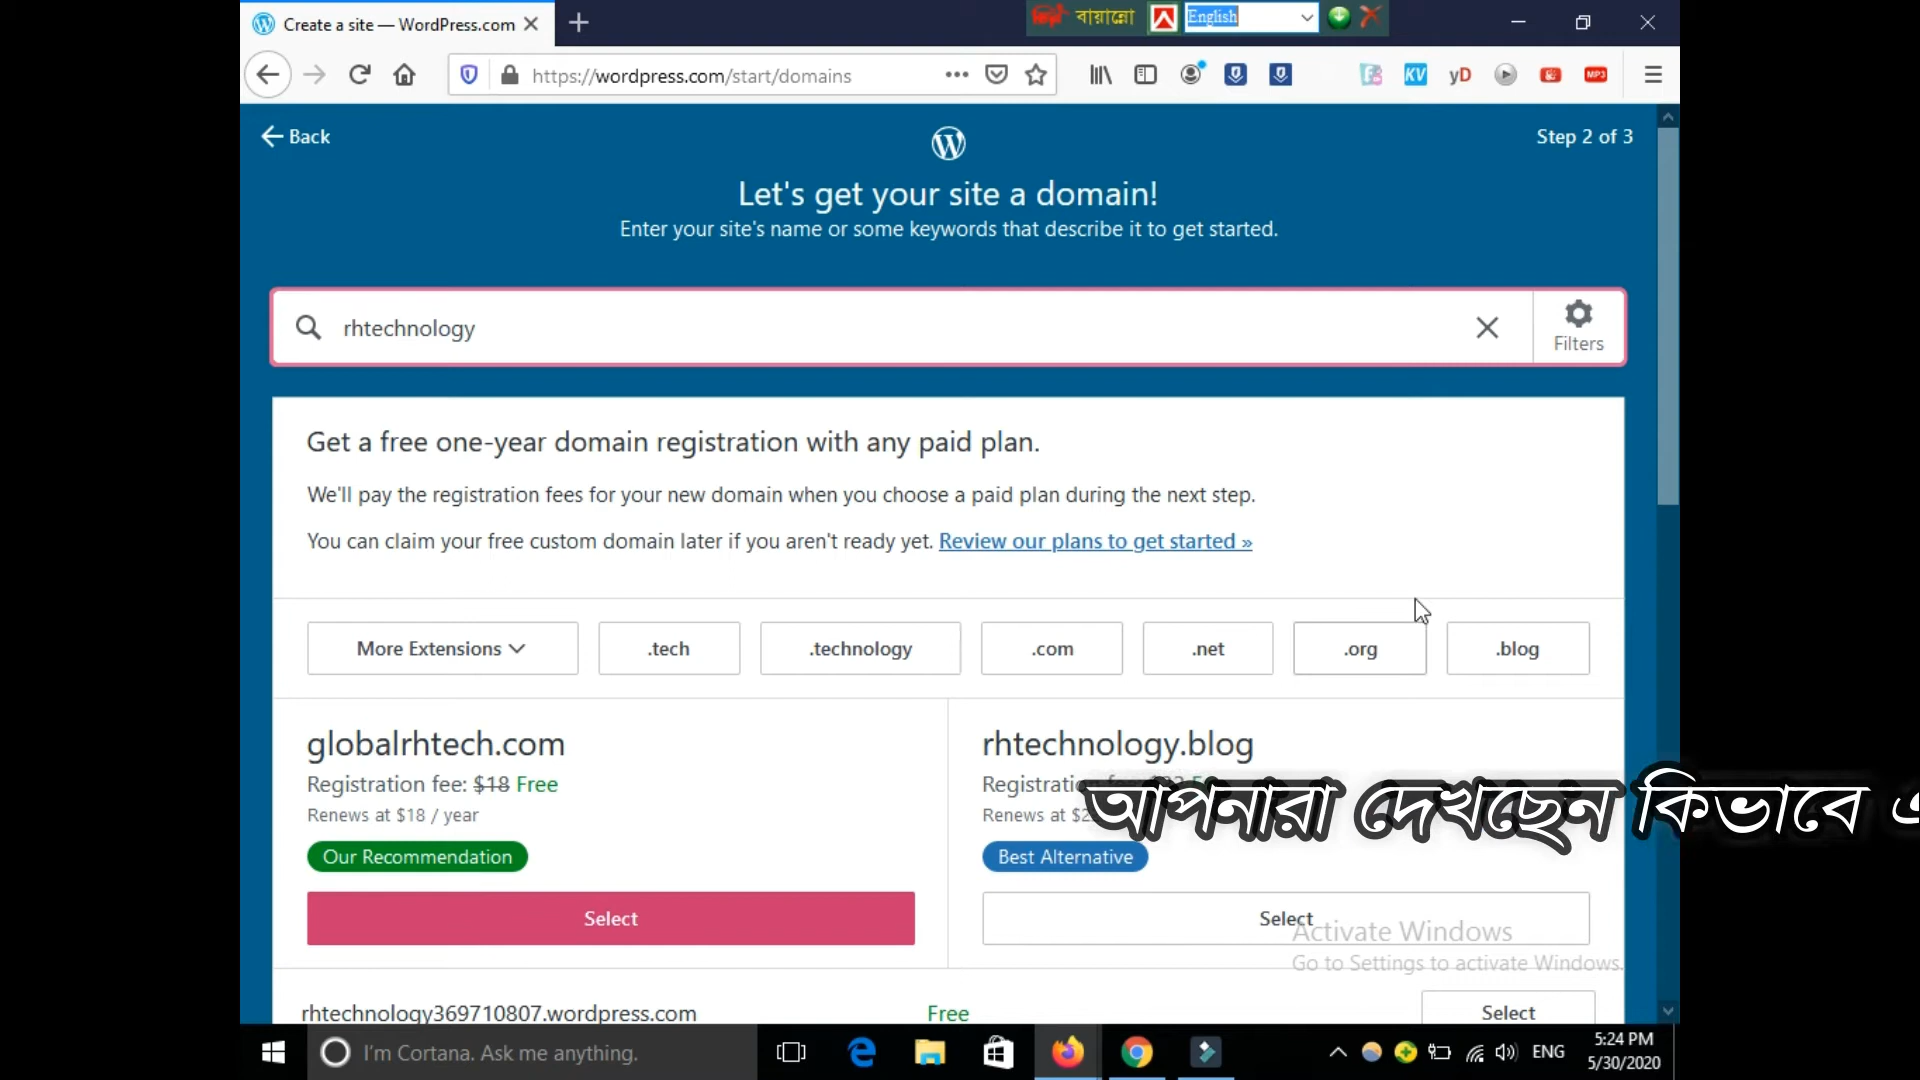 Create a site — WordPress.com
বায়ান্নো
English
https://wordpress.com/start/domains
KV
yD
MP3
Back
Step 2 of 3
Let's get your site a domain!
Enter your site's name or some keywords that describe it to get started.
rhtechnology
Filters
Get a free one-year domain registration with any paid plan.
We'll pay the registration fees for your new domain when you choose a paid plan during the next step.
You can claim your free custom domain later if you aren't ready yet. Review our plans to get started »
More Extensions
.tech
.technology
.com
.net
.org
.blog
globalrhtech.com
Registration fee: $18 Free
Renews at $18 / year
Our Recommendation
Select
rhtechnology.blog
Registration
Renews at
Best Alternative
Select
আপনারা দেখছেন কিভাবে এ
Activate Windows
Go to Settings to activate Windows.
rhtechnology369710807.wordpress.com
Free
Select
I'm Cortana. Ask me anything.
ENG
5:24 PM
5/30/2020